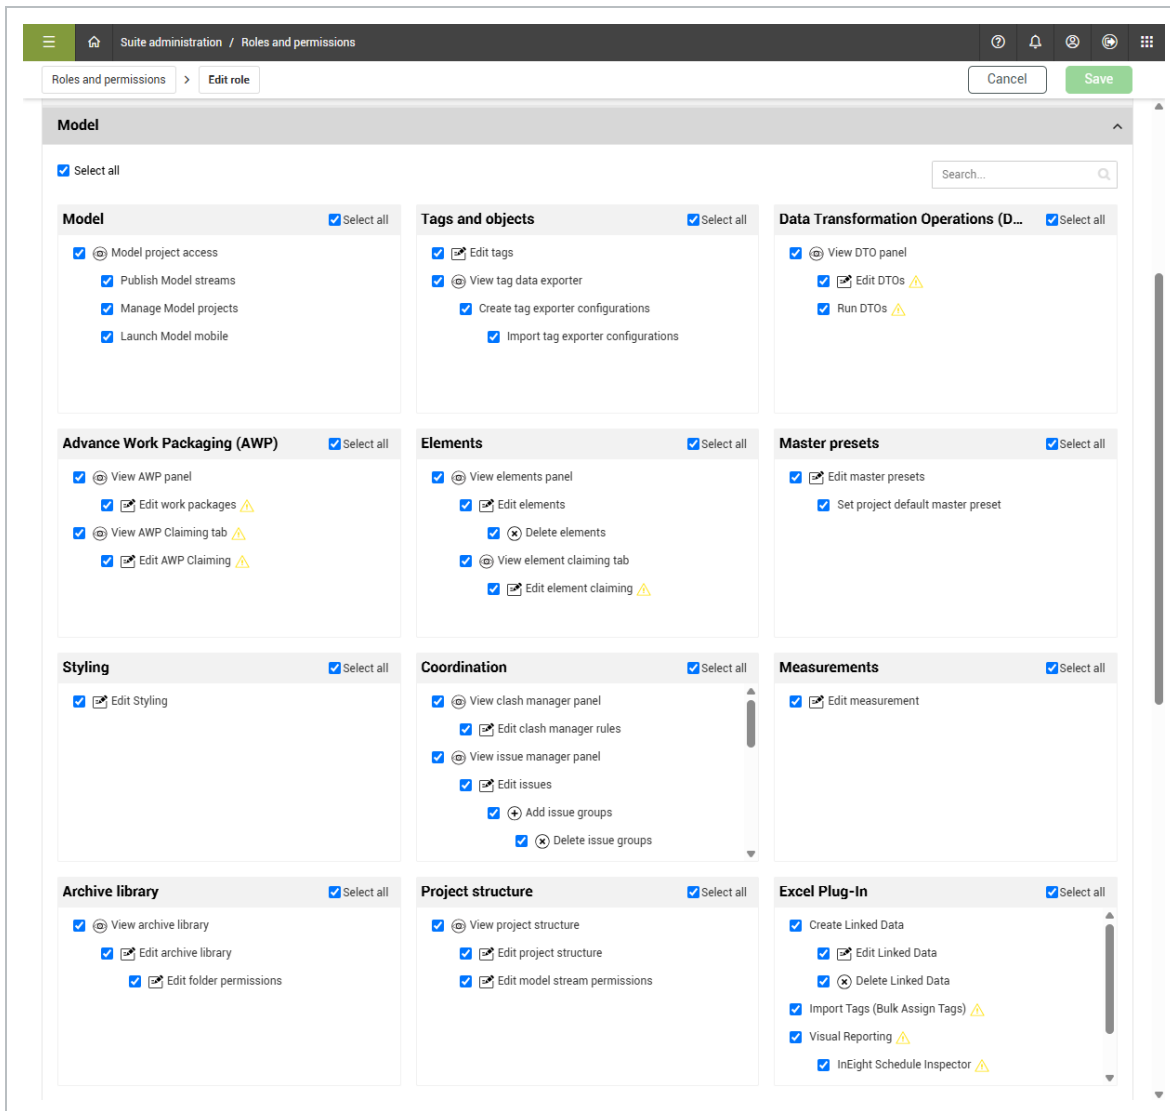 Suite administration / Roles and permissions
Roles and permissions > Edit role
Cancel
Save
Model
Select all
Search...
Model
Select all
Model project access
Publish Model streams
Manage Model projects
Launch Model mobile
Tags and objects
Select all
Edit tags
View tag data exporter
Create tag exporter configurations
Import tag exporter configurations
Data Transformation Operations (D...
Select all
View DTO panel
Edit DTOs
Run DTOs
Advance Work Packaging (AWP)
Select all
View AWP panel
Edit work packages
View AWP Claiming tab
Edit AWP Claiming
Elements
Select all
View elements panel
Edit elements
Delete elements
View element claiming tab
Edit element claiming
Master presets
Select all
Edit master presets
Set project default master preset
Styling
Select all
Edit Styling
Coordination
Select all
View clash manager panel
Edit clash manager rules
View issue manager panel
Edit issues
Add issue groups
Delete issue groups
Measurements
Select all
Edit measurement
Archive library
Select all
View archive library
Edit archive library
Edit folder permissions
Project structure
Select all
View project structure
Edit project structure
Edit model stream permissions
Excel Plug-In
Select all
Create Linked Data
Edit Linked Data
Delete Linked Data
Import Tags (Bulk Assign Tags)
Visual Reporting
InEight Schedule Inspector